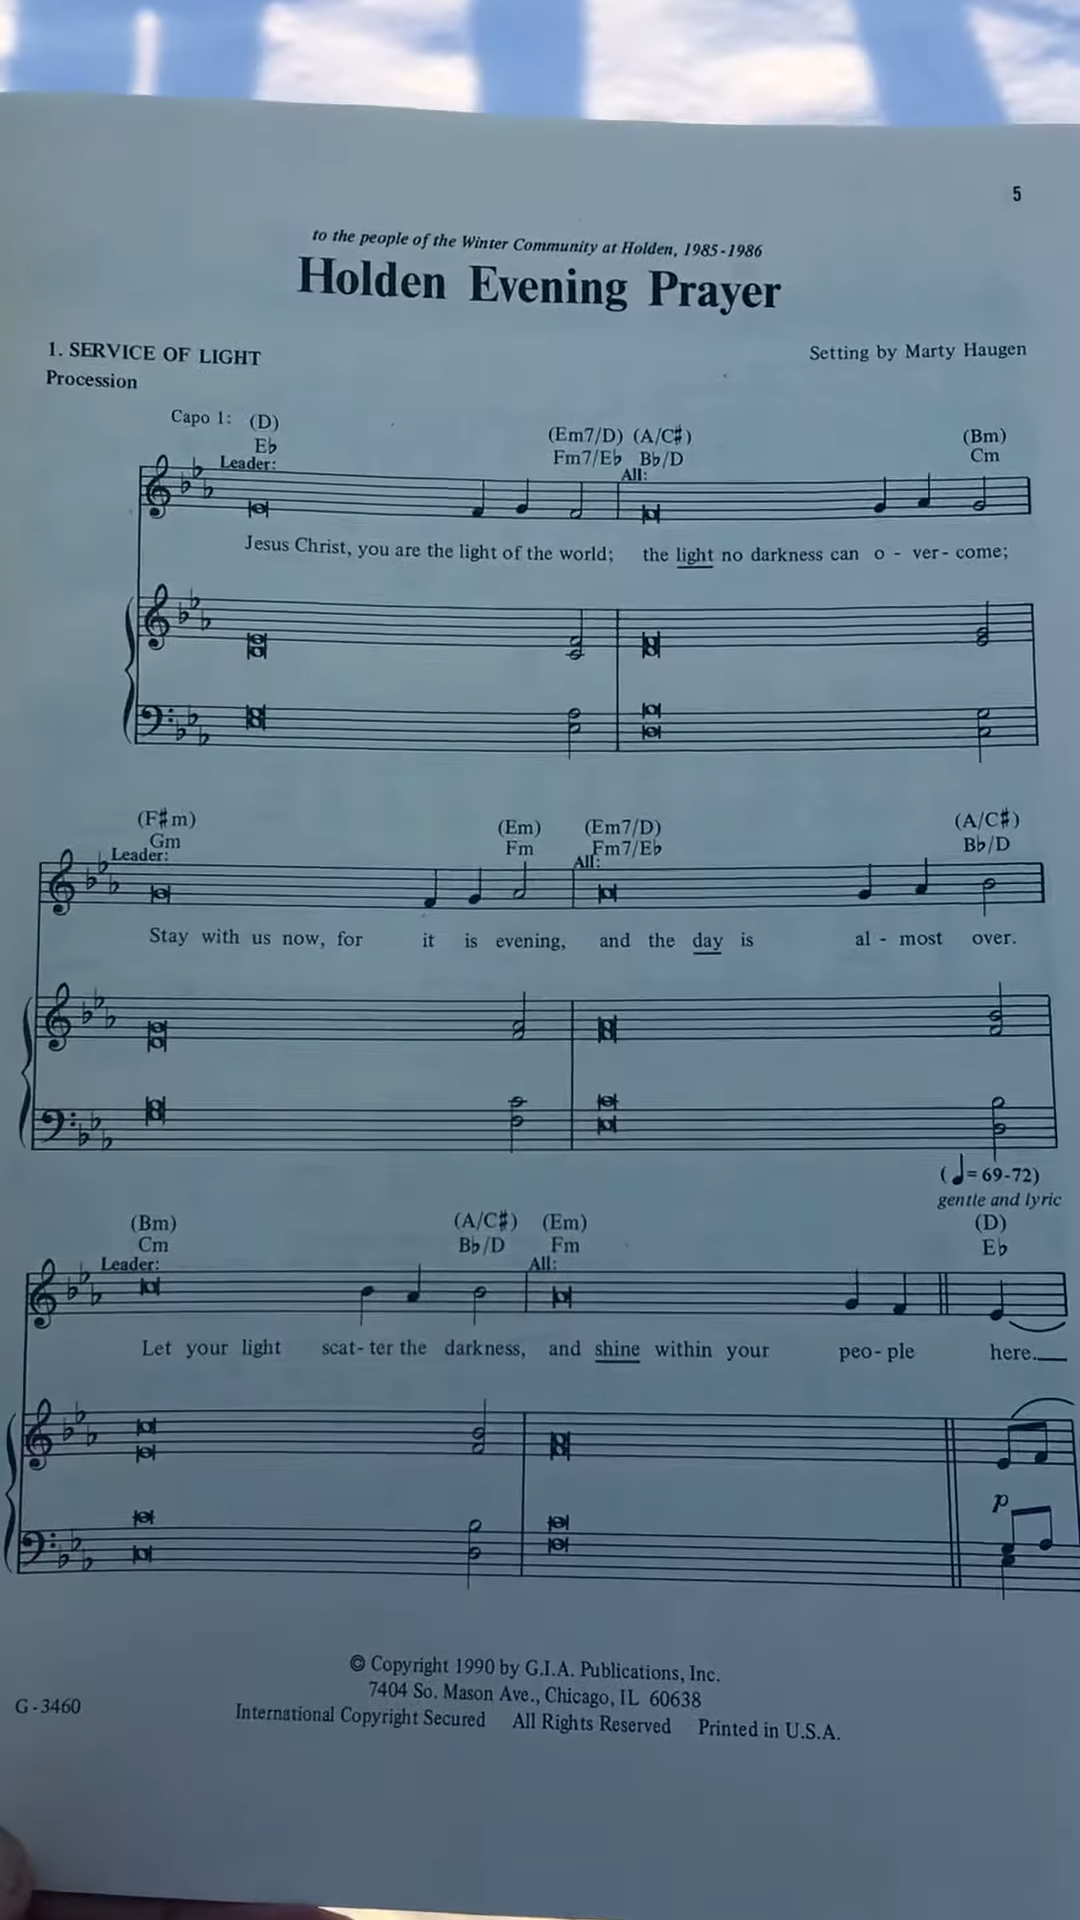 5
to the people of the Winter Community at Holden, 1985-1986
Holden Evening Prayer
1. SERVICE OF LIGHT
Setting by Marty Haugen
Procession
Capo 1: (D) (Em7/D) (A/C♯) (Bm)
E♭ Fm7/E♭ B♭/D Cm
Leader: All:
Jesus Christ, you are the light of the world; the light no darkness can o - ver - come;
(F♯m) (Em) (Em7/D) (A/C♯)
Gm Fm Fm7/E♭ B♭/D
Leader: All:
Stay with us now, for it is evening, and the day is al - most over.
(♩= 69-72)
gentle and lyric
(Bm) (A/C♯) (Em) (D)
Cm B♭/D Fm E♭
Leader: All:
Let your light scat - ter the darkness, and shine within your peo - ple here.
p
© Copyright 1990 by G.I.A. Publications, Inc.
7404 So. Mason Ave., Chicago, IL 60638
G-3460
International Copyright Secured All Rights Reserved Printed in U.S.A.